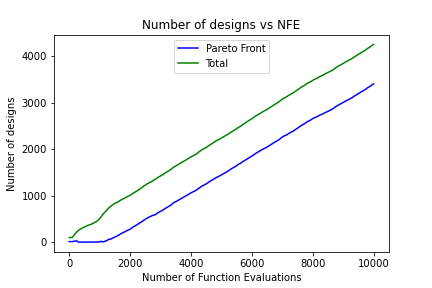 Number of designs vs NFE
Pareto Front
Total
Number of designs
4000
3000
2000
1000
0
0 2000 4000 6000 8000 10000
Number of Function Evaluations